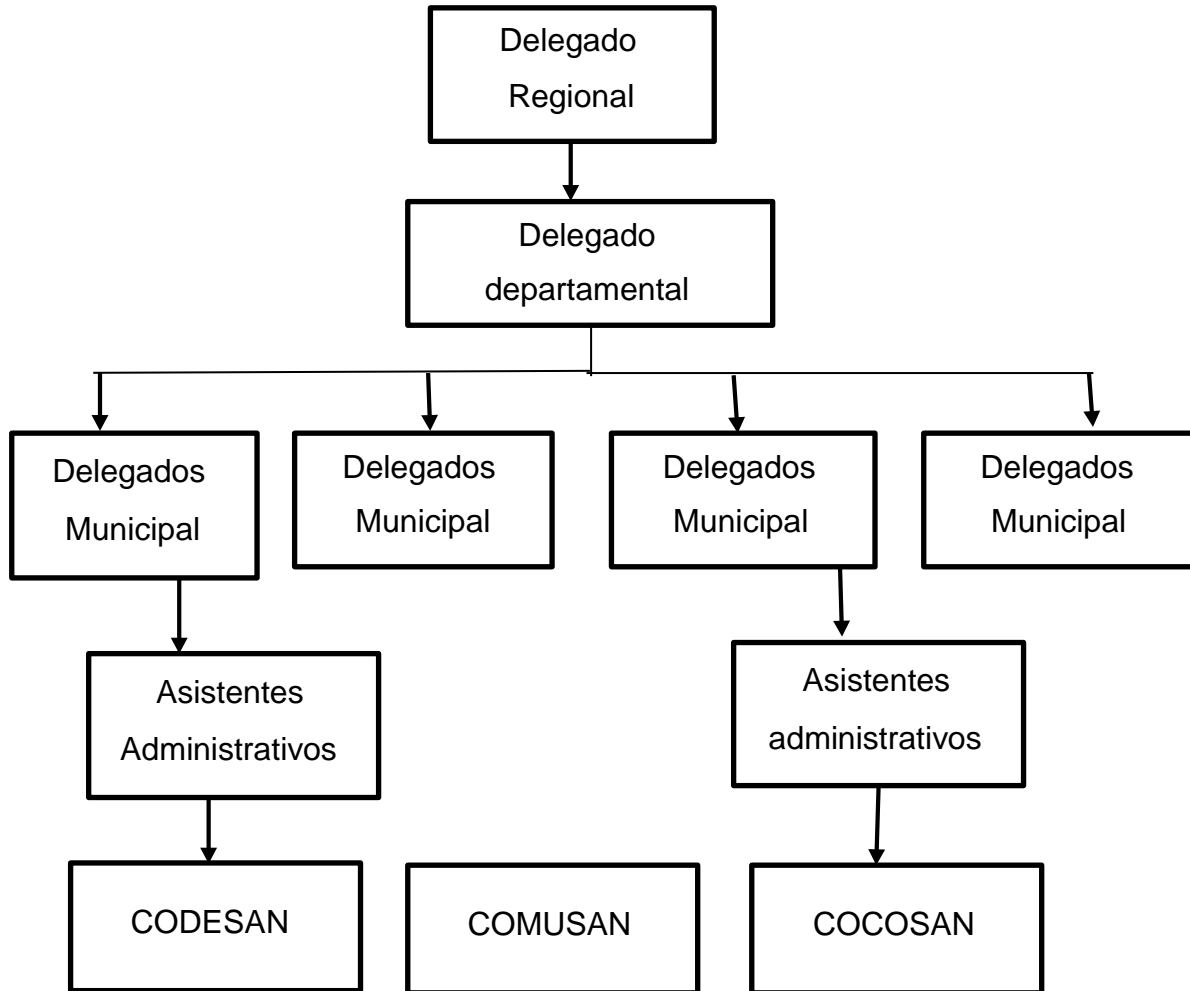 Delegado
Regional
Delegado
departamental
Delegados
Municipal
Delegados
Municipal
Delegados
Municipal
Delegados
Municipal
Asistentes
Administrativos
Asistentes
administrativos
CODESAN
COMUSAN
COCOSAN